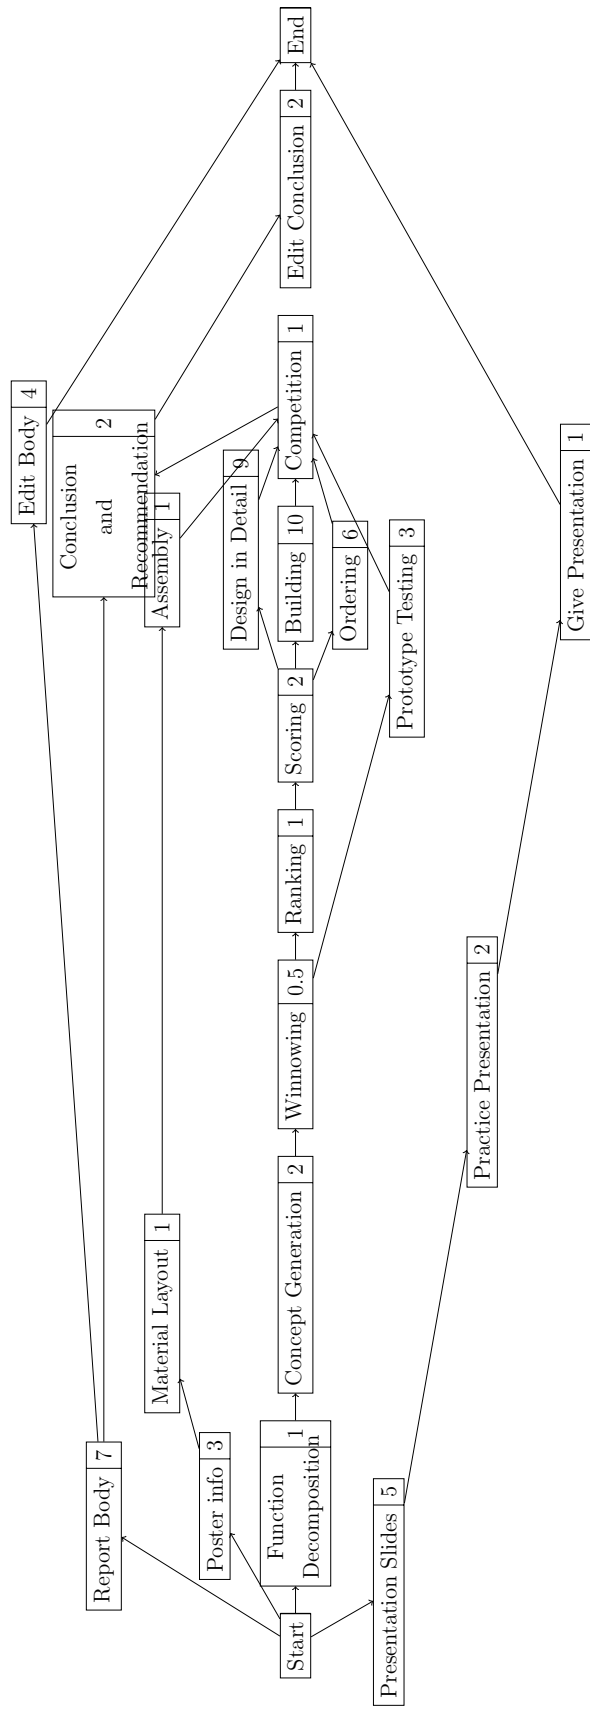 Start
Report Body 7
Poster info 3
Function
Decomposition
1
Presentation Slides 5
Material Layout 1
Concept Generation 2
Winnowing 0.5
Practice Presentation 2
Ranking 1
Scoring 2
Design in Detail 9
Building 10
Ordering 6
Prototype Testing 3
Assembly 1
Edit Body 4
Conclusion
and
Recommendation
2
Competition 1
Give Presentation 1
Edit Conclusion 2
End